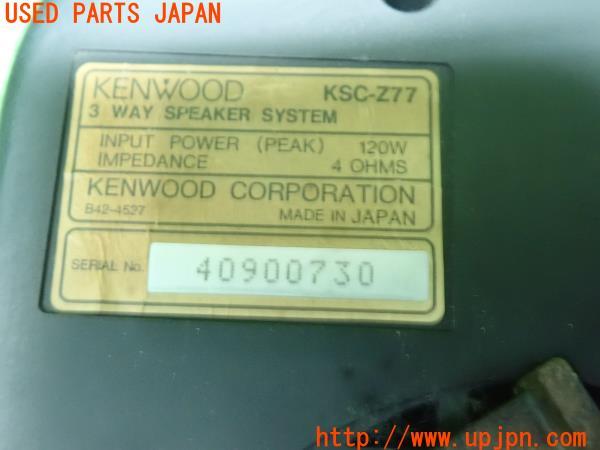 USED PARTS JAPAN
KENWOOD KSC-Z77
3 WAY SPEAKER SYSTEM
INPUT POWER (PEAK) 120W
IMPEDANCE 4 OHMS
KENWOOD CORPORATION
B42-4527 MADE IN JAPAN
SERIAL No. 40900730
http://www.upjpn.com/